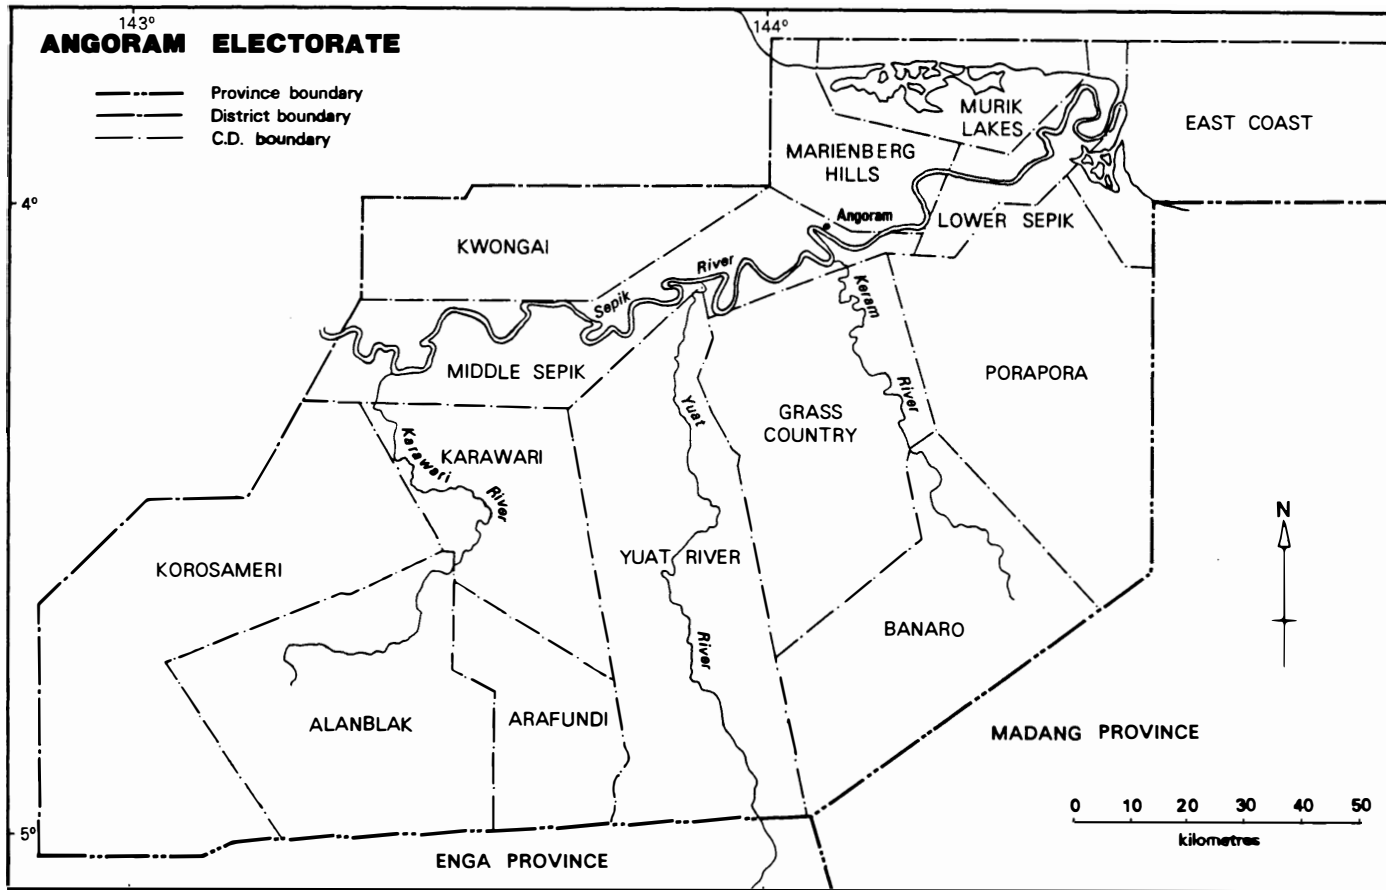 143°
144°
ANGORAM ELECTORATE
Province boundary
District boundary
C.D. boundary
MURIK
LAKES
EAST COAST
MARIENBERG
HILLS
4°
Angoram
LOWER SEPIK
KWONGAI
River
Sepik
Keram
River
MIDDLE SEPIK
PORAPORA
Yuat
GRASS
COUNTRY
KARAWARI
Karawari
River
N
KOROSAMERI
YUAT RIVER
BANARO
River
ALANBLAK
ARAFUNDI
MADANG PROVINCE
0 10 20 30 40 50
kilometres
5°
ENGA PROVINCE